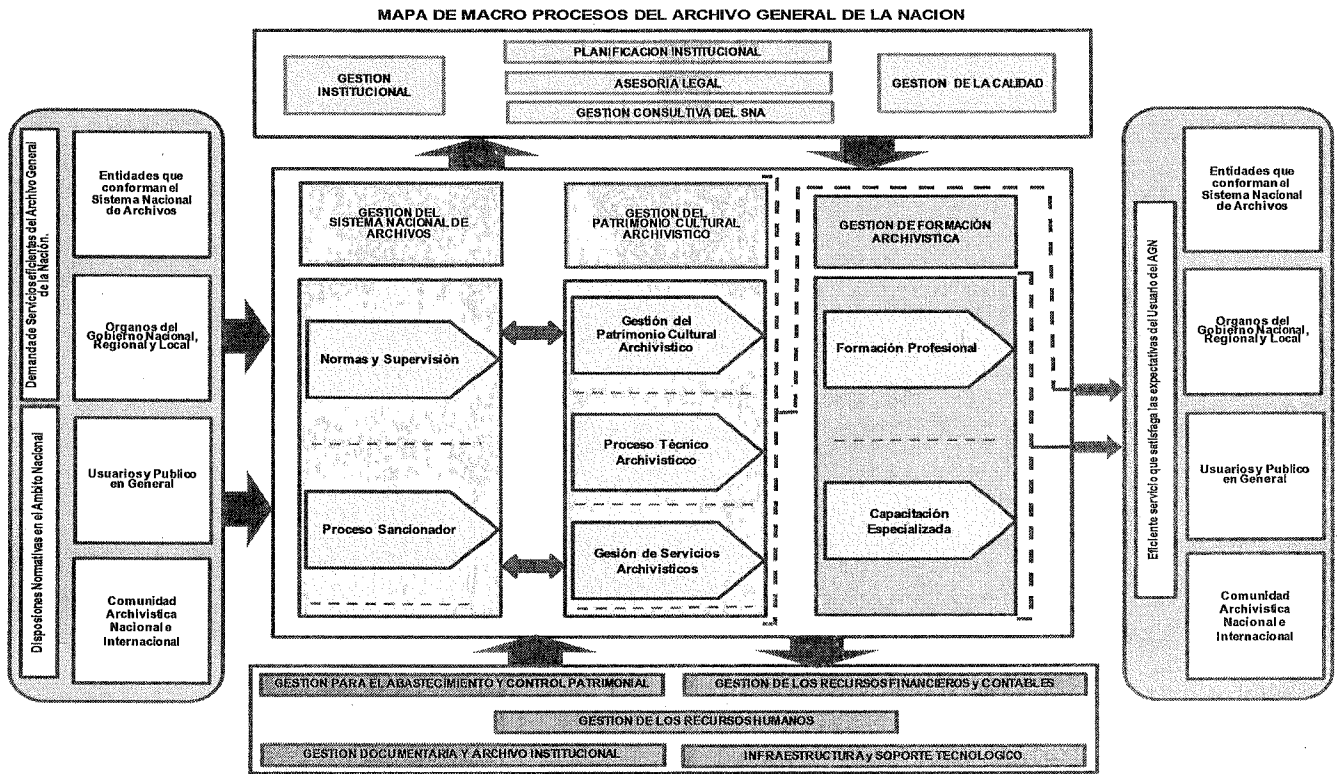 MAPA DE MACRO PROCESOS DEL ARCHIVO GENERAL DE LA NACION
GESTION
INSTITUCIONAL
PLANIFICACION INSTITUCIONAL
ASESORIA LEGAL
GESTION CONSULTIVA DEL SNA
GESTION DE LA CALIDAD
Demanda de Servicios eficientes del Archivo General
de la Nación.
Disposiones Normativas en el Ambito Nacional
Entidades que
conforman el
Sistema Nacional
de Archivos
Organos del
Gobierno Nacional,
Regional y Local
Usuarios y Publico
en General
Comunidad
Archivistica
Nacional e
Internacional
GESTION DEL
SISTEMA NACIONAL DE
ARCHIVOS
Normas y Supervisión
Proceso Sancionador
GESTION DEL
PATRIMONIO CULTURAL
ARCHIVISTICO
Gestión del
Patrimonio Cultural
Archivistico
Proceso Técnico
Archivisticco
Gesión de Servicios
Archivisticos
GESTION DE FORMACIÓN
ARCHIVISTICA
Formación Profesional
Capacitación
Especializada
Eficiente servicio que satisfaga las expectativas del Usuario del AGN
Entidades que
conforman el
Sistema Nacional
de Archivos
Organos del
Gobierno Nacional,
Regional y Local
Usuarios y Publico
en General
Comunidad
Archivistica
Nacional e
Internacional
GESTION PARA EL ABASTECIMIENTO Y CONTROL PATRIMONIAL
GESTION DE LOS RECURSOS FINANCIEROS y CONTABLES
GESTION DE LOS RECURSOS HUMANOS
GESTION DOCUMENTARIA Y ARCHIVO INSTITUCIONAL
INFRAESTRUCTURA y SOPORTE TECNOLOGICO